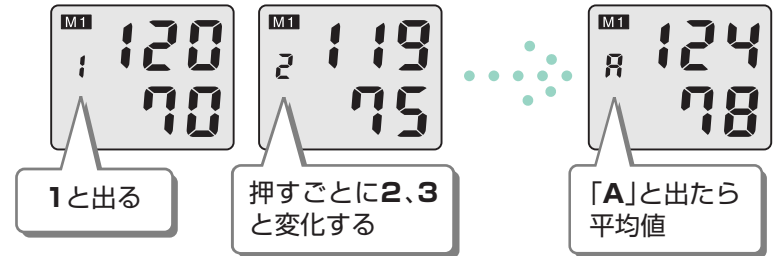 M1
1 120
70
1と出る
M1
2 119
75
押すごとに2、3
と変化する
M1
A 124
78
「A」と出たら
平均値